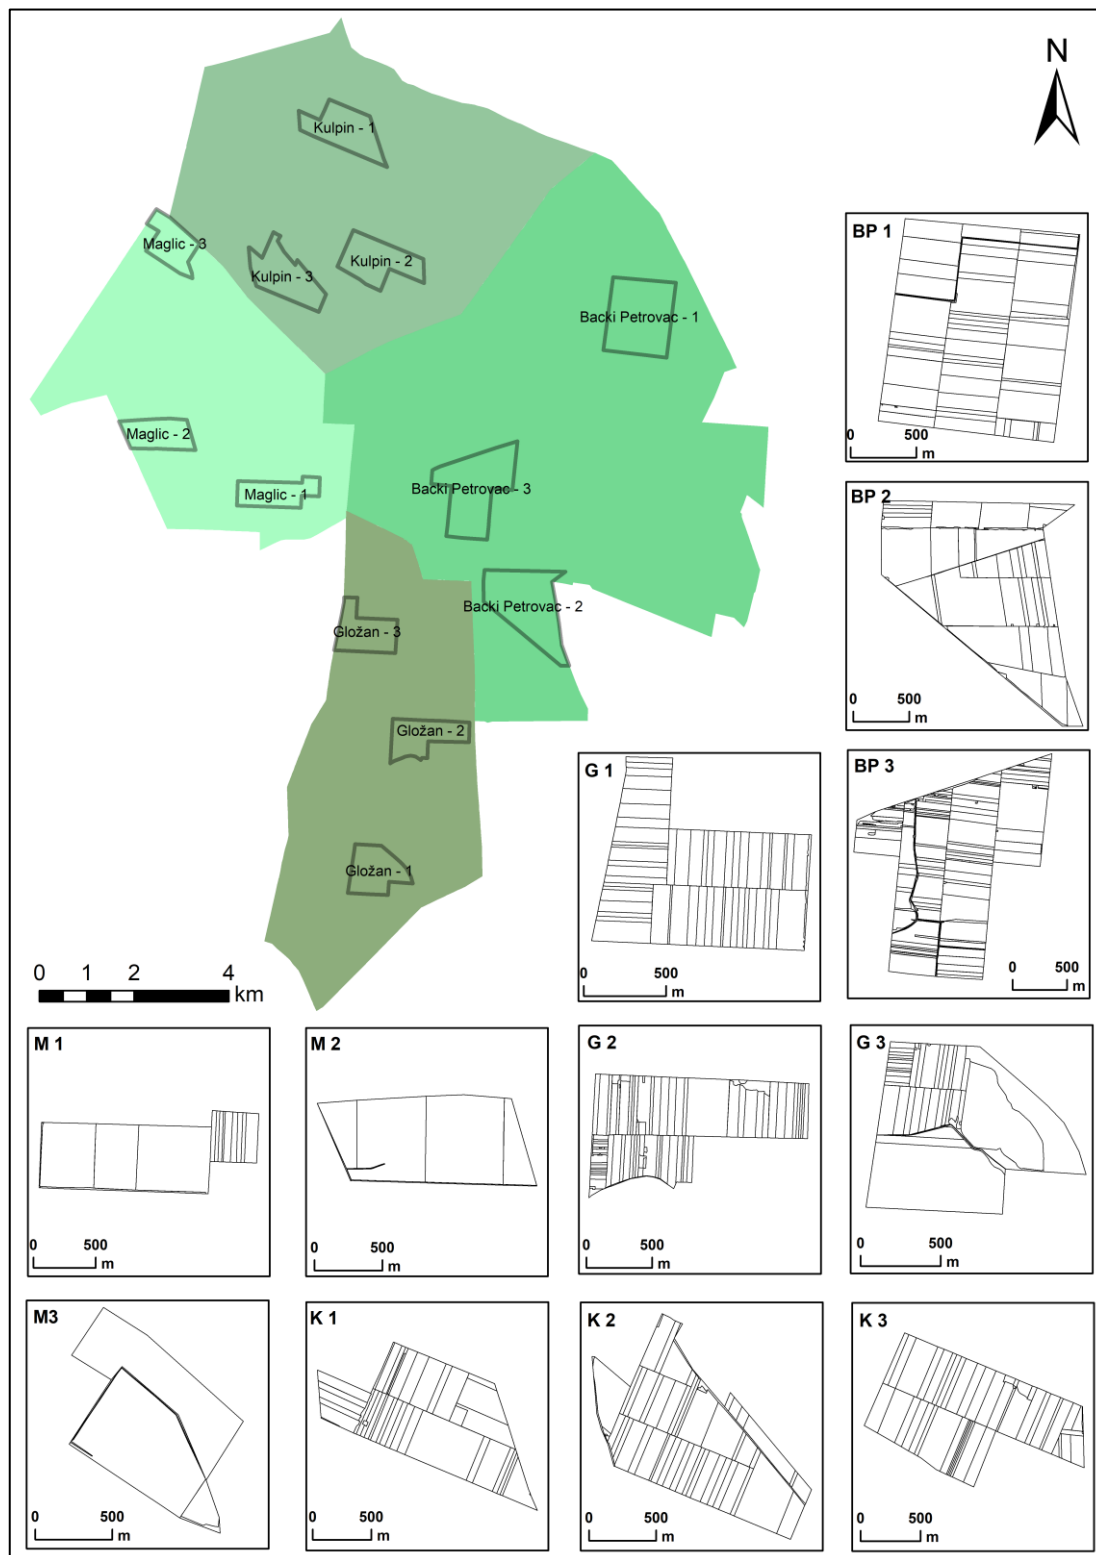 N
Kulpin - 1
Maglic - 3
Kulpin - 2
Kulpin - 3
Backi Petrovac - 1
Maglic - 2
Maglic - 1
Backi Petrovac - 3
Backi Petrovac - 2
Gložan - 3
Gložan - 2
Gložan - 1
0 1 2 4
km
BP 1
0 500
m
BP 2
0 500
m
G 1
0 500
m
BP 3
0 500
m
M 1
0 500
m
M 2
0 500
m
G 2
0 500
m
G 3
0 500
m
M3
0 500
m
K 1
0 500
m
K 2
0 500
m
K 3
0 500
m